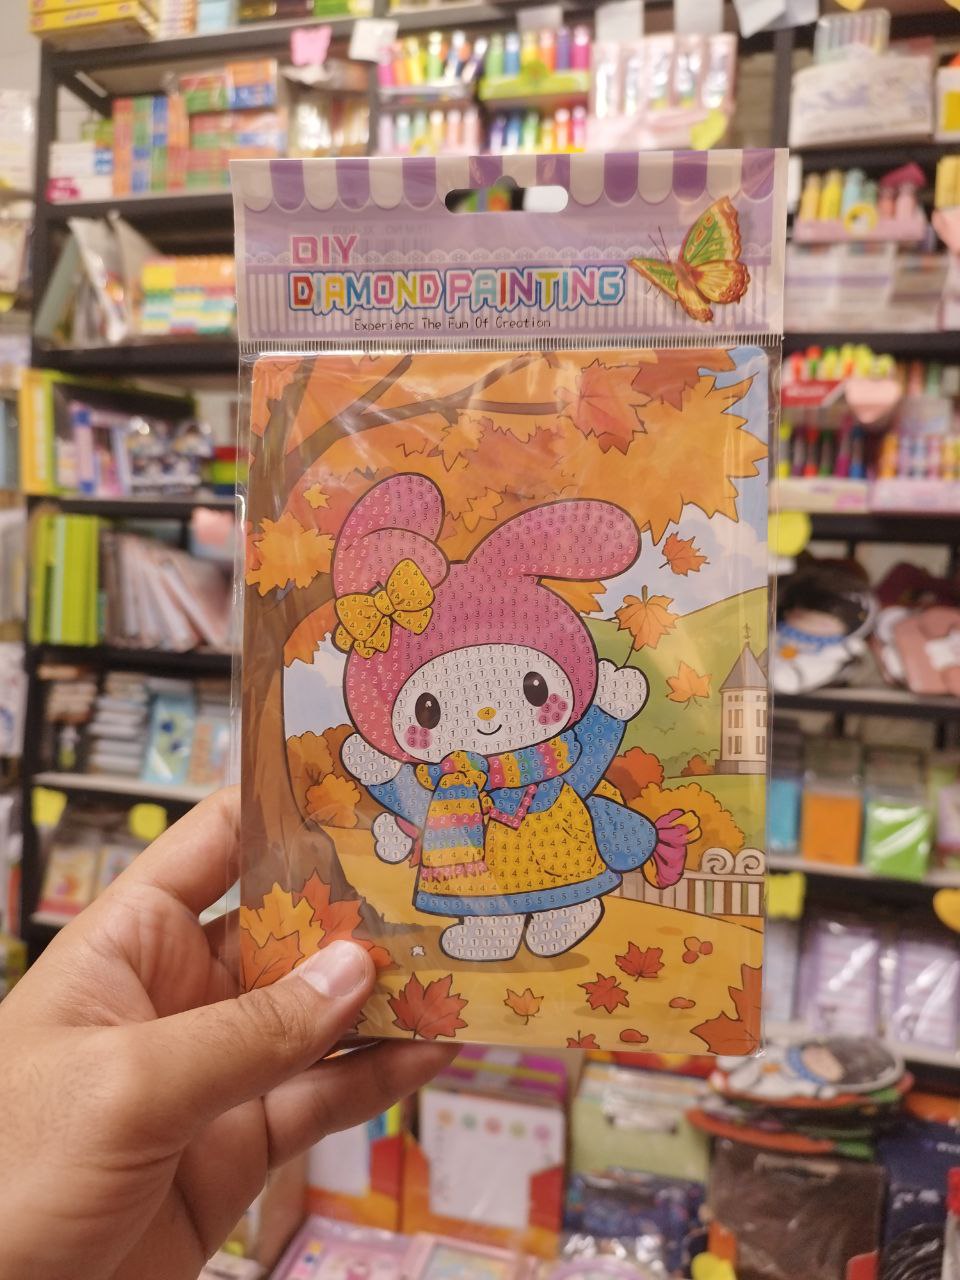 DIY
DIAMOND PAINTING
Experienc The Fun Of Creation